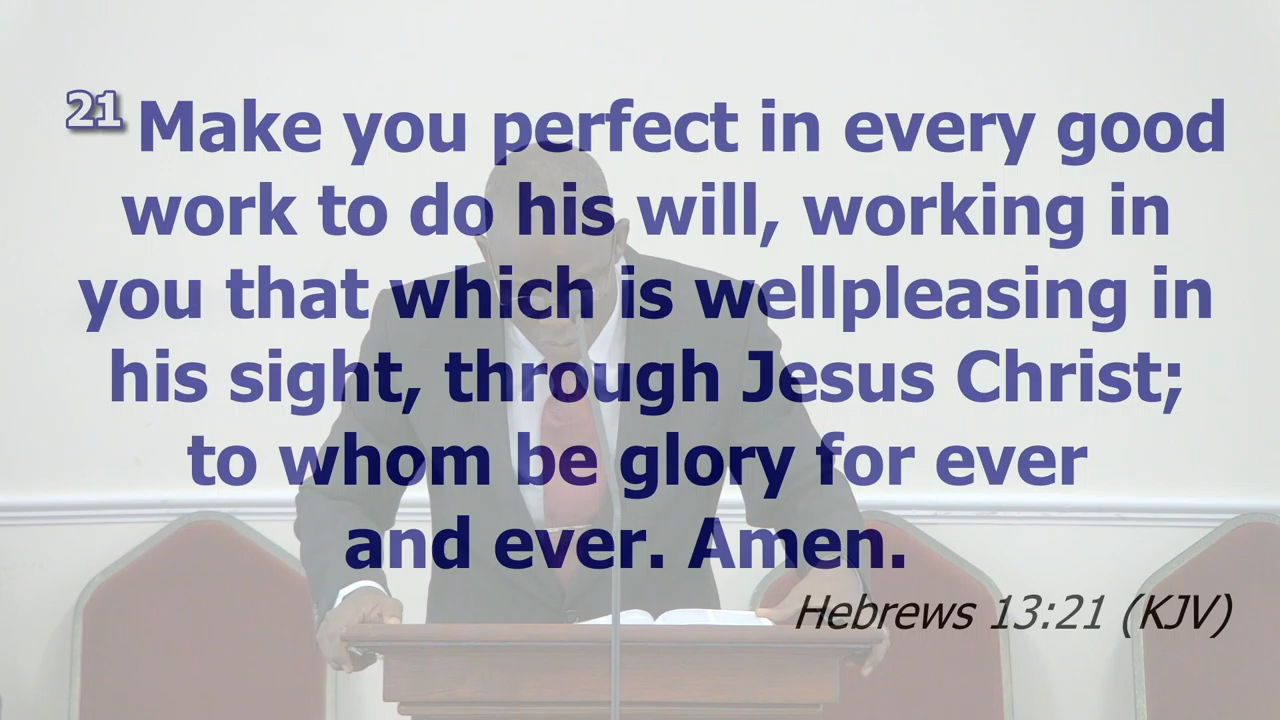 21 Make you perfect in every good
work to do his will, working in
you that which is wellpleasing in
his sight, through Jesus Christ;
to whom be glory for ever
and ever. Amen.
Hebrews 13:21 (KJV)